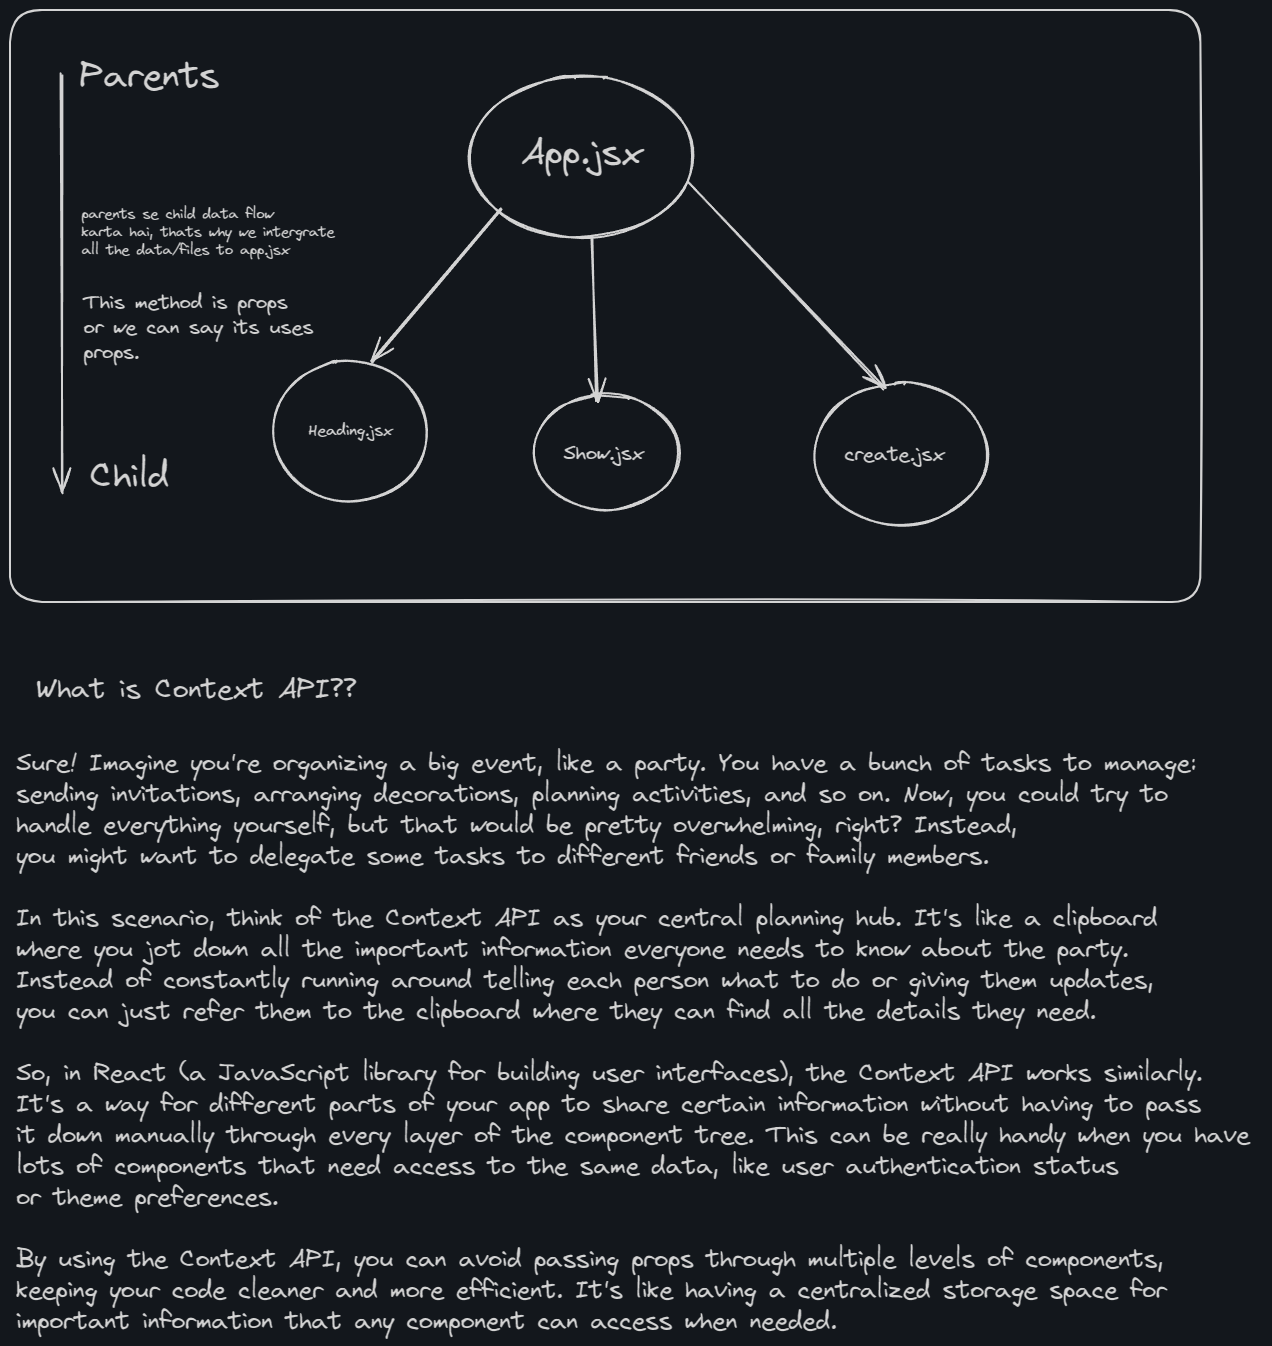 Parents
App.jsx
parents se child data flow
karta hai, thats why we intergrate
all the data/files to app.jsx
This method is props
or we can say its uses
props.
Heading.jsx
Show.jsx
create.jsx
Child
What is Context API??
Sure! Imagine you're organizing a big event, like a party. You have a bunch of tasks to manage:
sending invitations, arranging decorations, planning activities, and so on. Now, you could try to
handle everything yourself, but that would be pretty overwhelming, right? Instead,
you might want to delegate some tasks to different friends or family members.
In this scenario, think of the Context API as your central planning hub. It's like a clipboard
where you jot down all the important information everyone needs to know about the party.
Instead of constantly running around telling each person what to do or giving them updates,
you can just refer them to the clipboard where they can find all the details they need.
So, in React (a JavaScript library for building user interfaces), the Context API works similarly.
It's a way for different parts of your app to share certain information without having to pass
it down manually through every layer of the component tree. This can be really handy when you have
lots of components that need access to the same data, like user authentication status
or theme preferences.
By using the Context API, you can avoid passing props through multiple levels of components,
keeping your code cleaner and more efficient. It's like having a centralized storage space for
important information that any component can access when needed.